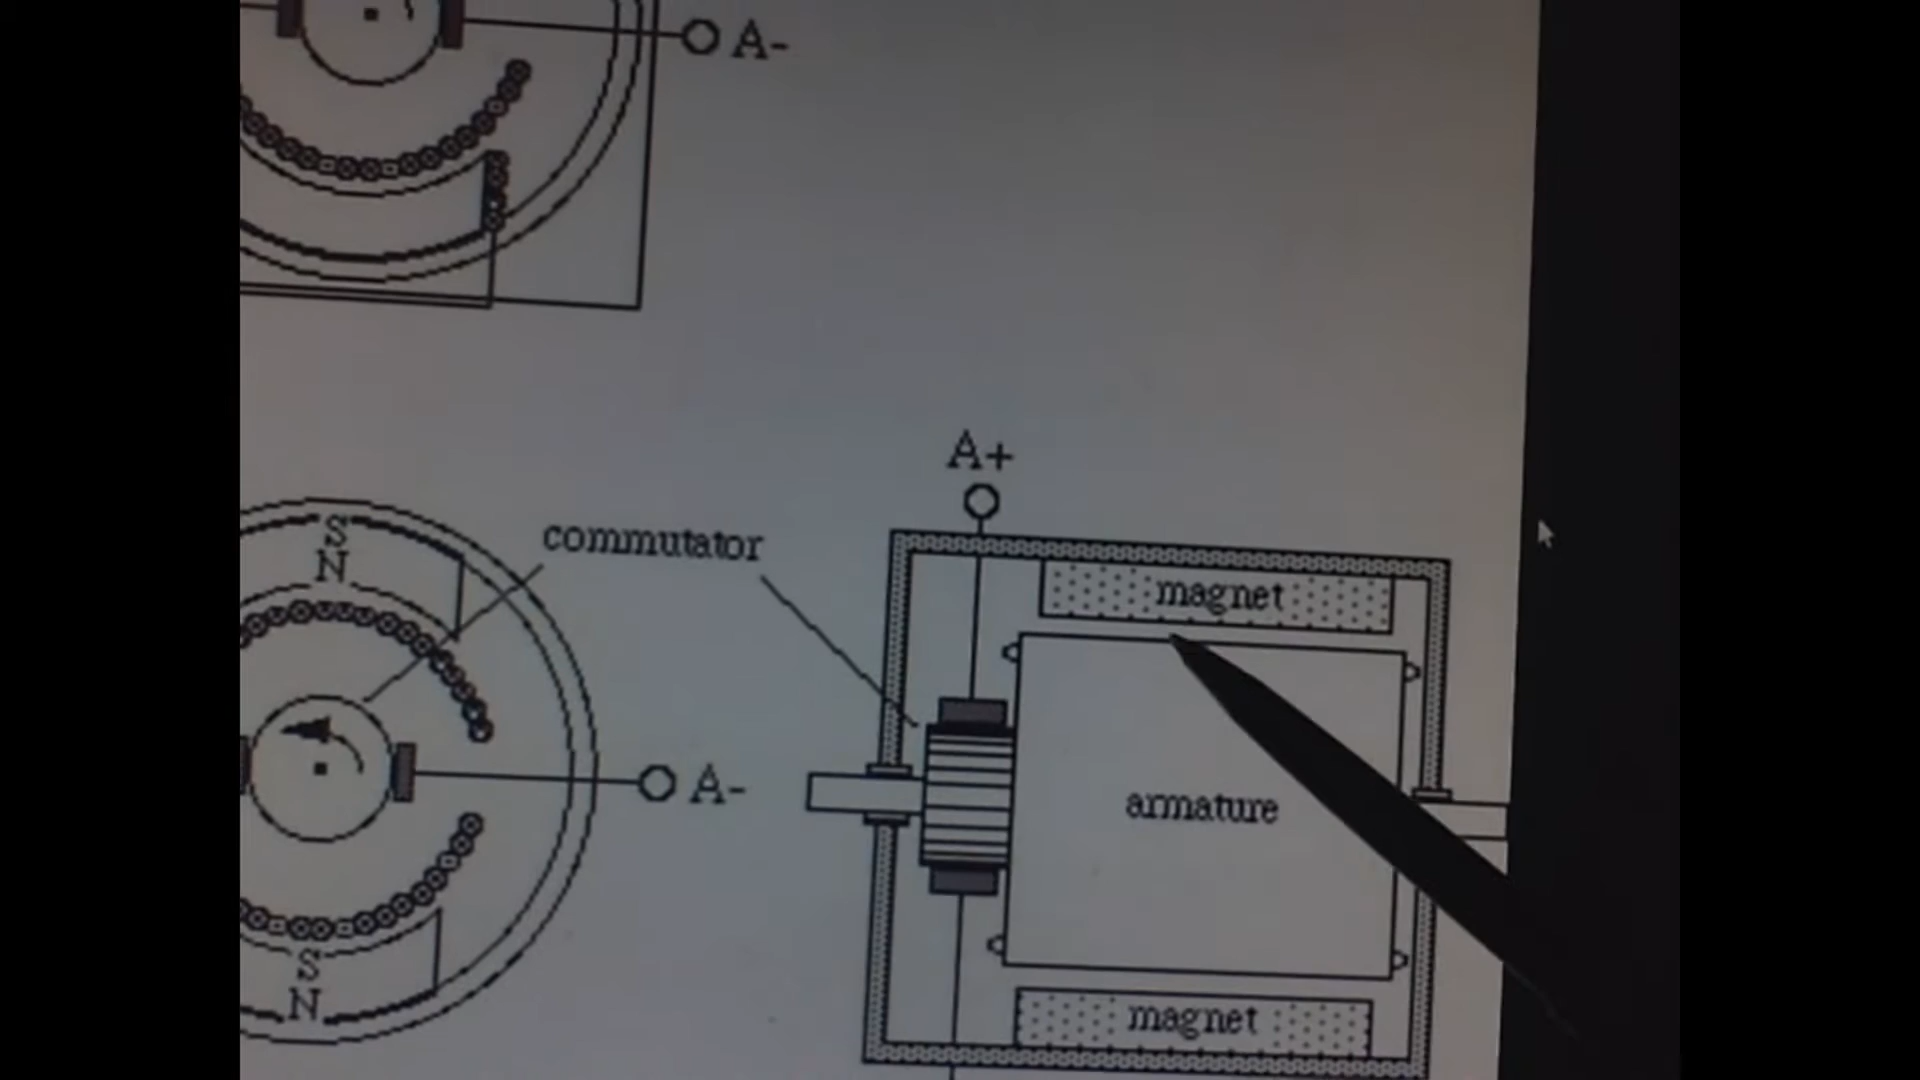 A-
A+
commutator
S
N
magnet
A-
armature
S
N
magnet